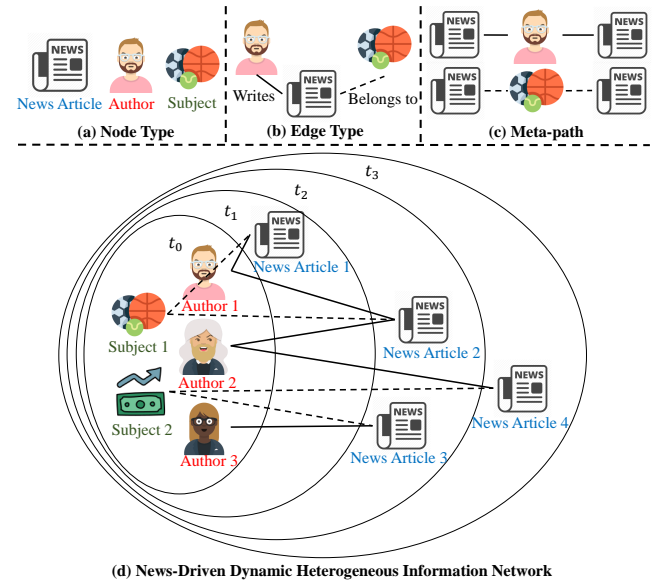 NEWS
News Article
Author
Subject
(a) Node Type
NEWS
Writes
Belongs to
(b) Edge Type
NEWS
NEWS
NEWS
NEWS
(c) Meta-path
t0
t1
t2
t3
NEWS
News Article 1
Author 1
Subject 1
NEWS
News Article 2
Author 2
NEWS
News Article 4
Subject 2
NEWS
News Article 3
Author 3
(d) News-Driven Dynamic Heterogeneous Information Network